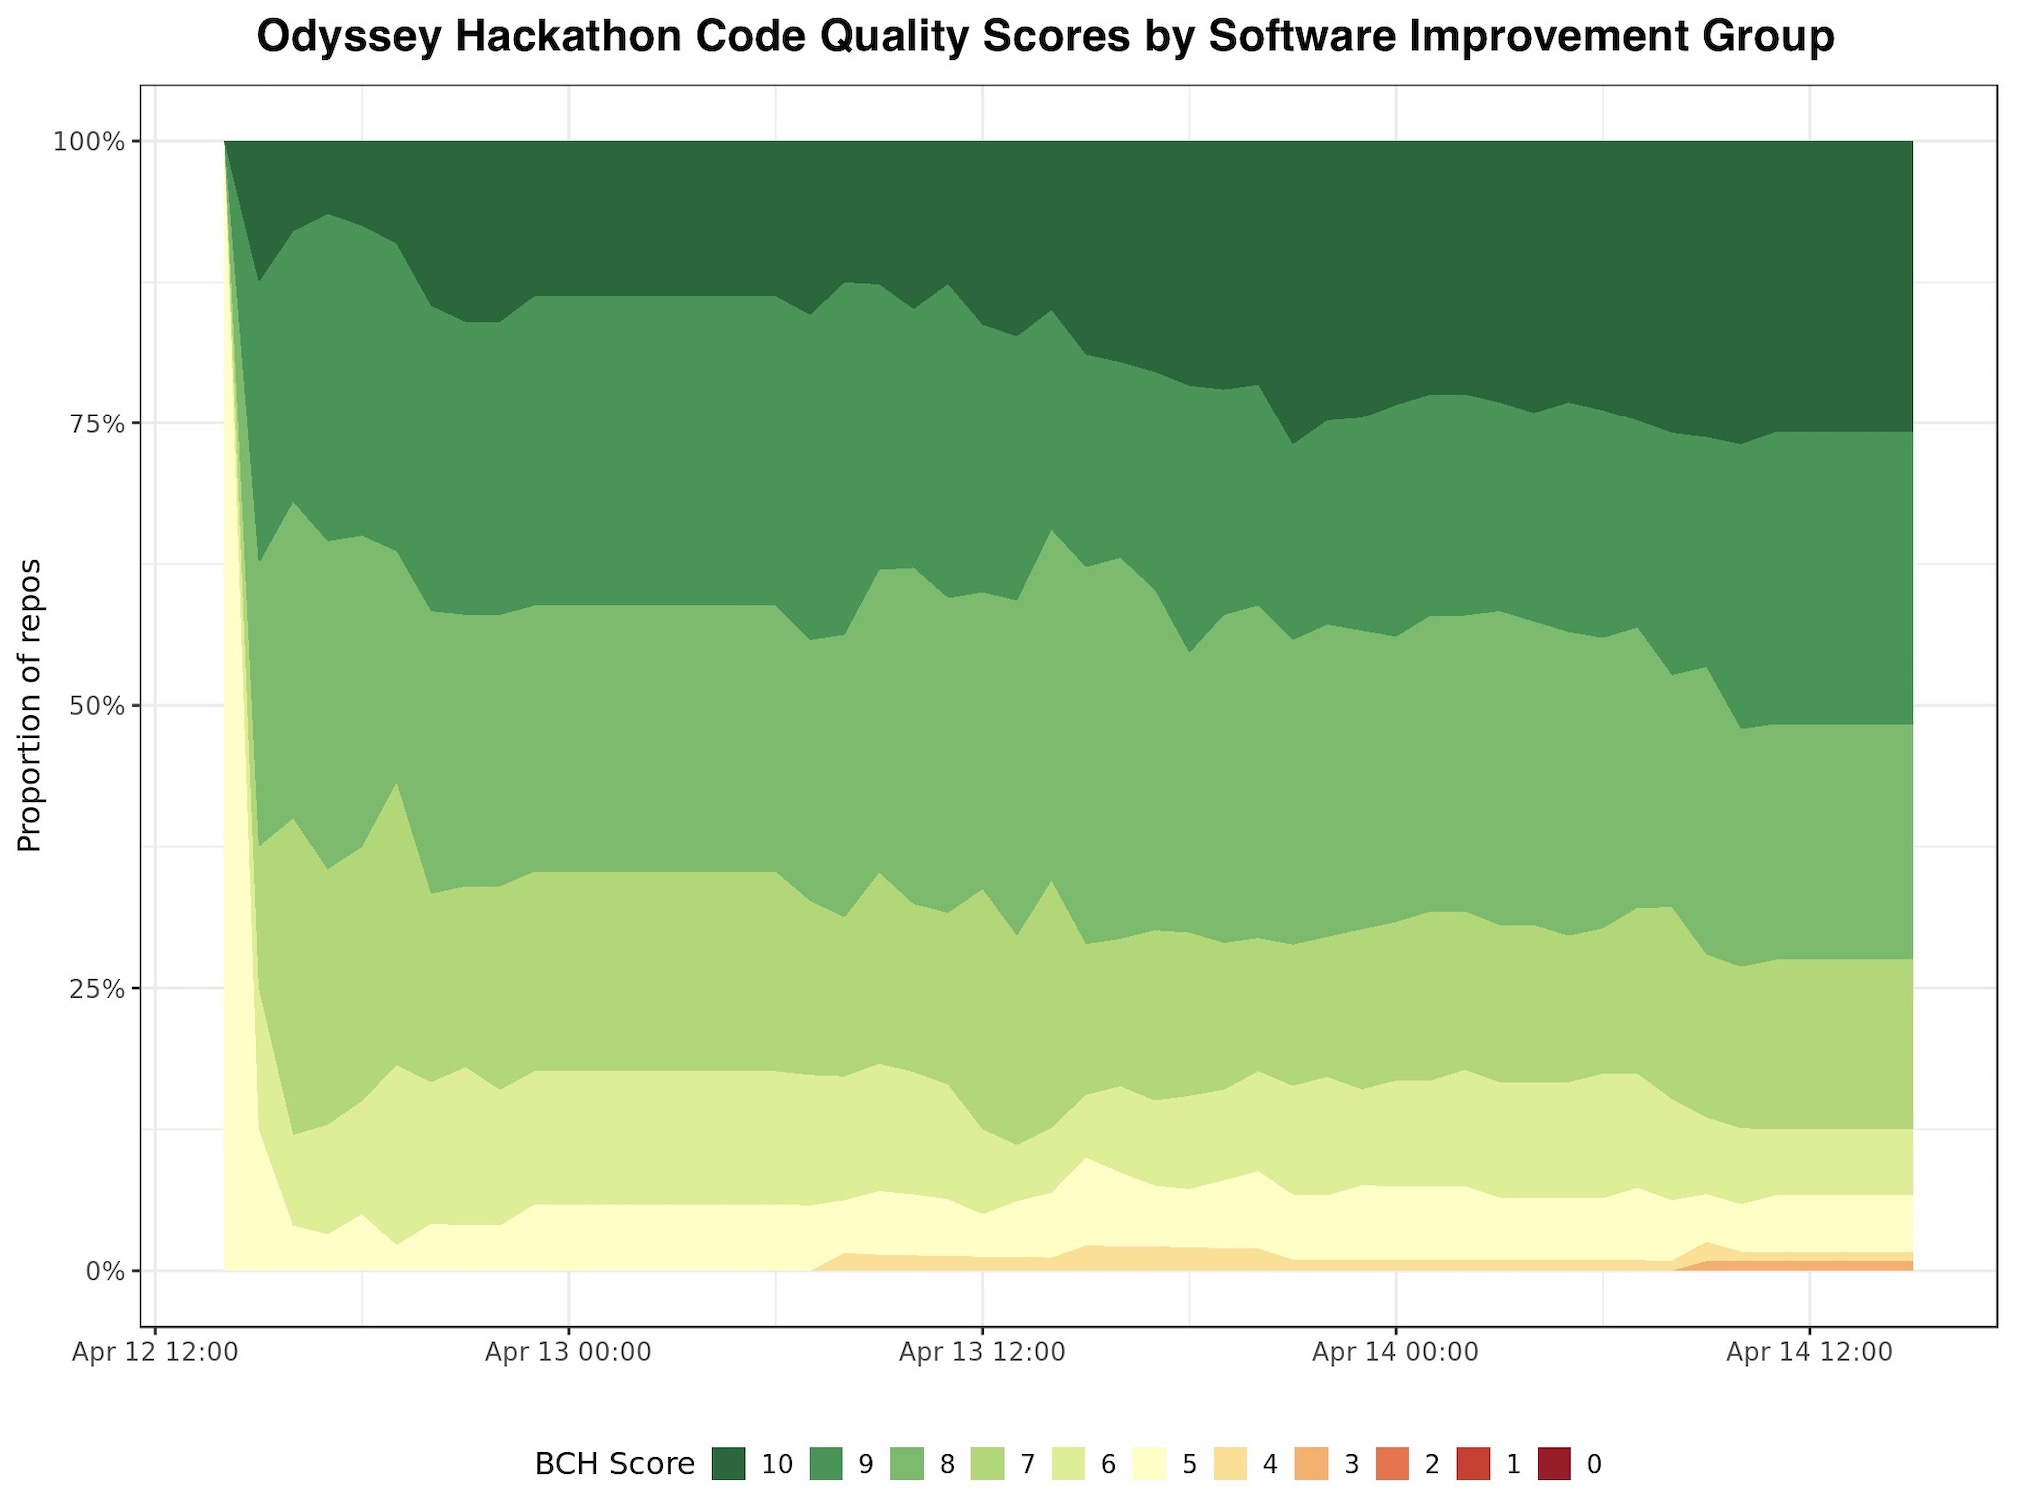 Odyssey Hackathon Code Quality Scores by Software Improvement Group
Proportion of repos
100%
75%
50%
25%
0%
Apr 12 12:00 Apr 13 00:00 Apr 13 12:00 Apr 14 00:00 Apr 14 12:00
BCH Score 10 9 8 7 6 5 4 3 2 1 0